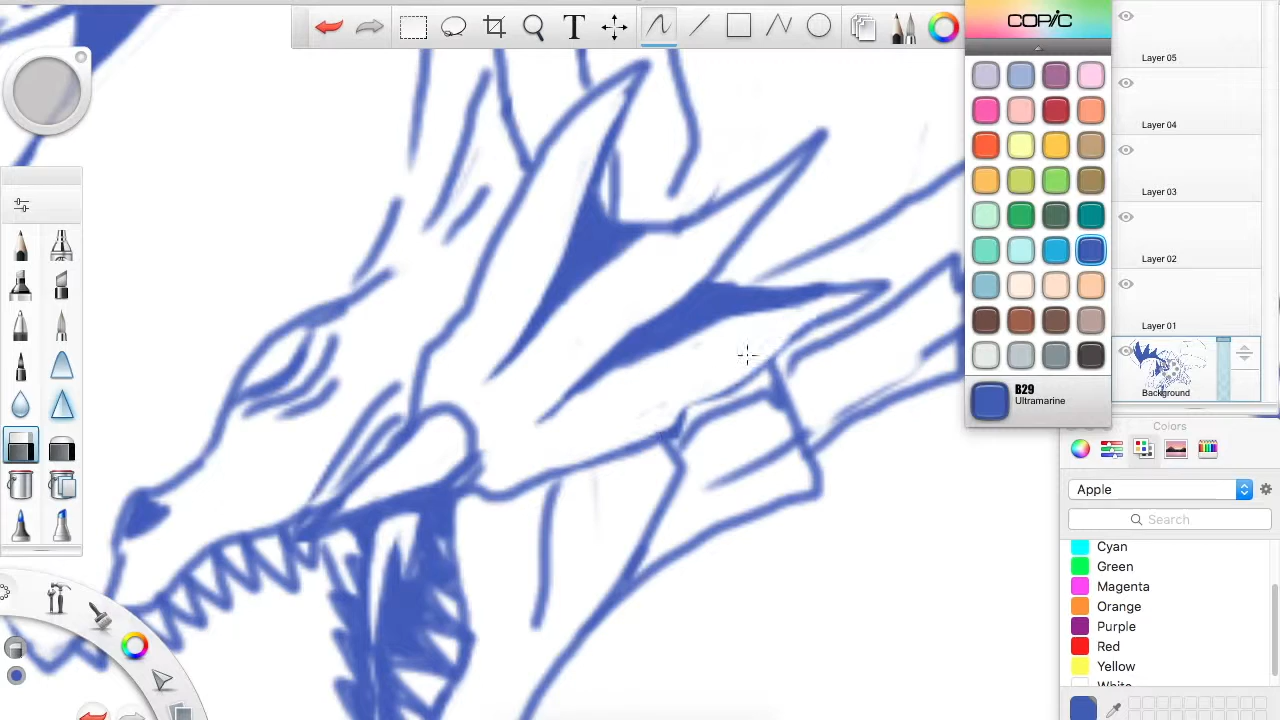 T
COPIC
Layer 05
Layer 04
Layer 03
Layer 02
Layer 01
Background
B29
Ultramarine
Colors
Apple
Search
Cyan
Green
Magenta
Orange
Purple
Red
Yellow
White